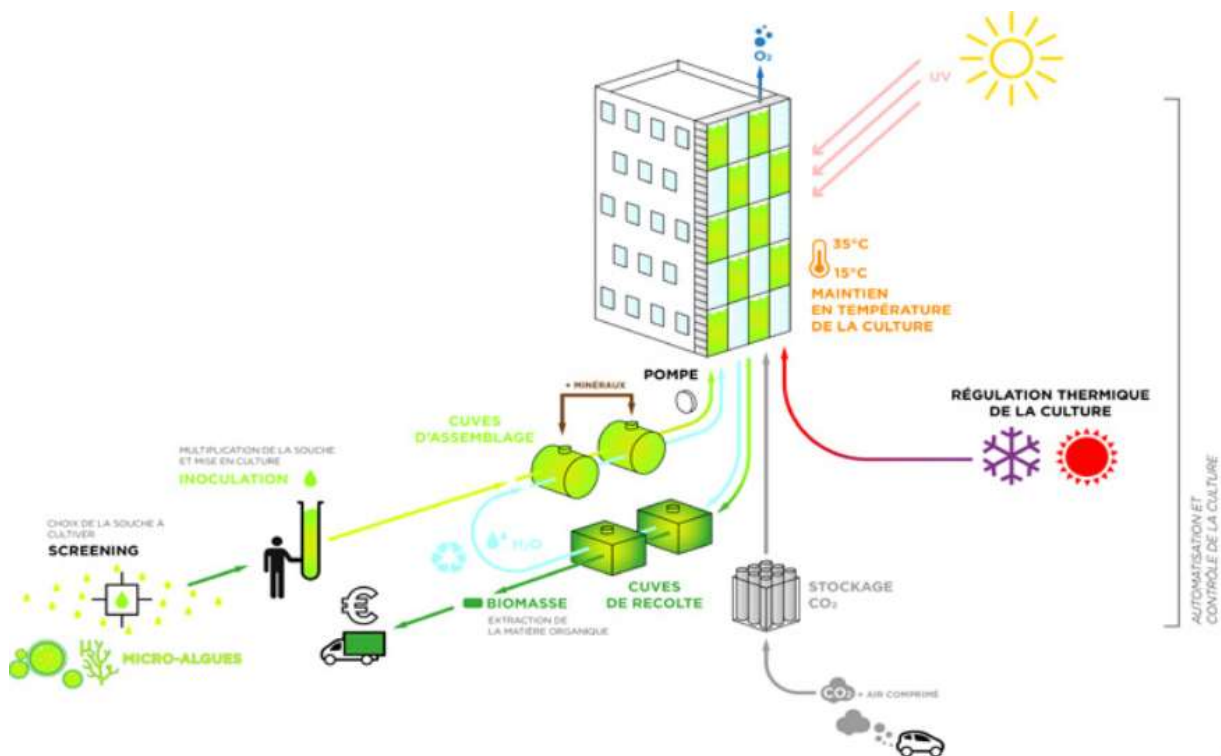 O₂
UV
35°C
15°C
MAINTIEN
EN TEMPÉRATURE
DE LA CULTURE
POMPE
+ MINÉRAUX
CUVES
D'ASSEMBLAGE
RÉGULATION THERMIQUE
DE LA CULTURE
MULTIPLICATION DE LA SOUCHE
ET MISE EN CULTURE
INOCULATION
CHOIX DE LA SOUCHE À
CULTIVER
SCREENING
H₂O
CUVES
DE RECOLTE
BIOMASSE
EXTRACTION DE
LA MATIÈRE ORGANIQUE
€
STOCKAGE
CO₂
MICRO-ALGUES
CO₂ + AIR COMPRIMÉ
AUTOMATISATION ET
CONTRÔLE DE LA CULTURE